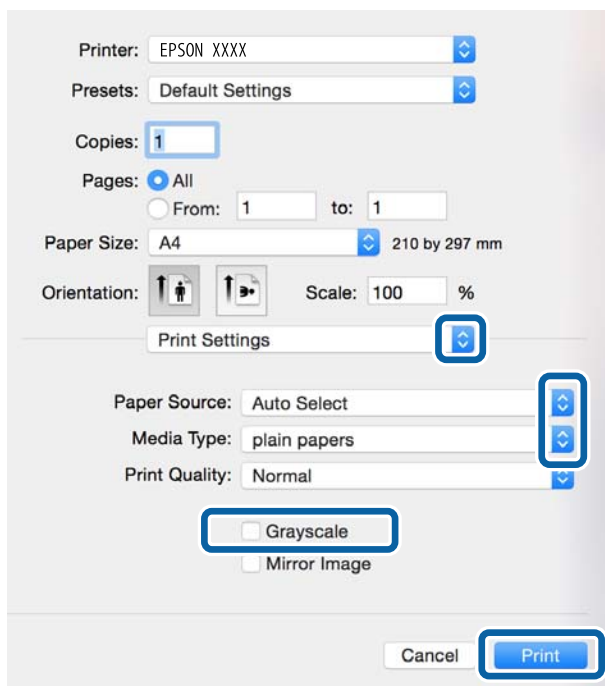 Printer: EPSON XXXX
Presets: Default Settings
Copies: 1
Pages: All
From: 1 to: 1
Paper Size: A4 210 by 297 mm
Orientation: Scale: 100 %
Print Settings
Paper Source: Auto Select
Media Type: plain papers
Print Quality: Normal
Grayscale
Mirror Image
Cancel Print